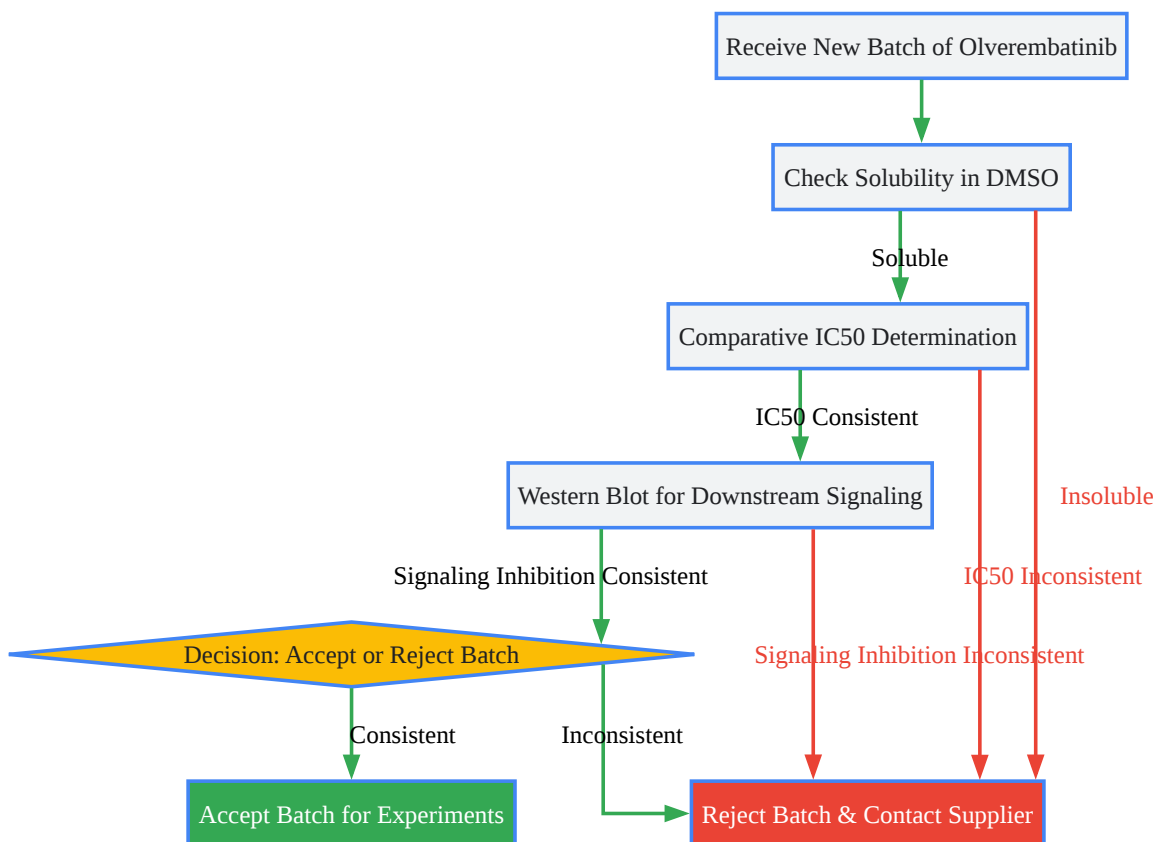 Receive New Batch of Olverembatinib
Check Solubility in DMSO
Soluble
Comparative IC50 Determination
IC50 Consistent
Western Blot for Downstream Signaling
Insoluble
Signaling Inhibition Consistent
IC50 Inconsistent
Decision: Accept or Reject Batch
Signaling Inhibition Inconsistent
Consistent
Inconsistent
Accept Batch for Experiments
Reject Batch & Contact Supplier